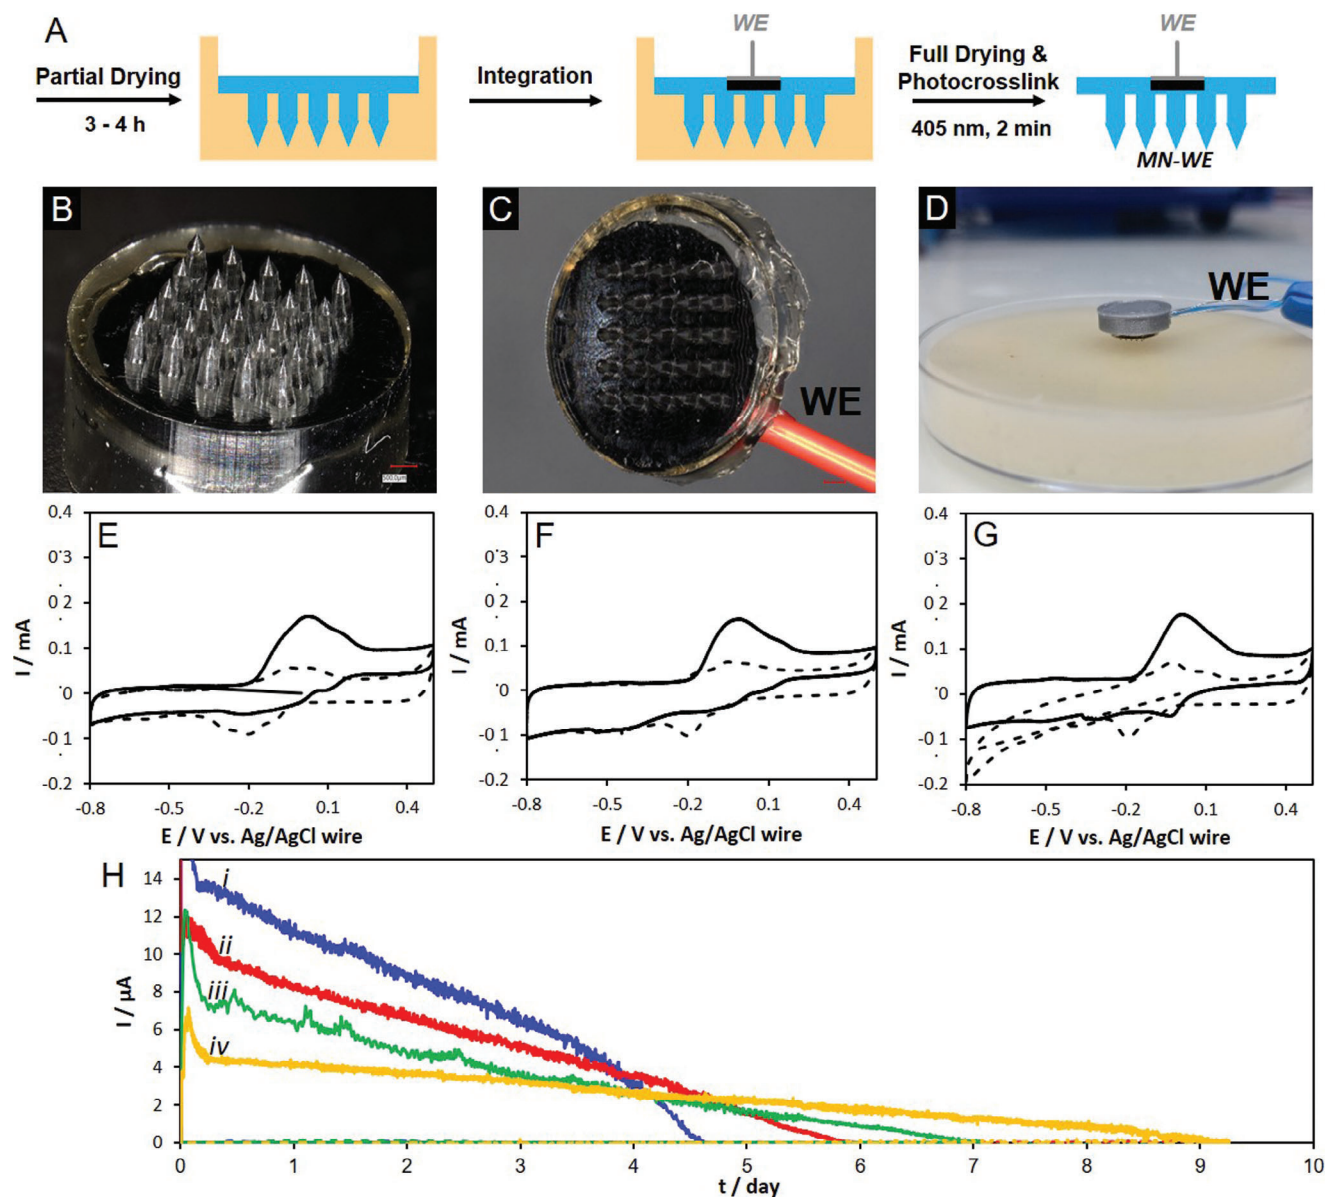 A
Partial Drying
3 - 4 h
Integration
WE
Full Drying &
Photocrosslink
405 nm, 2 min
WE
MN-WE
B
500.0µm
C
WE
D
WE
E
0.4
0.3
0.2
0.1
0
-0.1
-0.2
I / mA
-0.8 -0.5 -0.2 0.1 0.4
E / V vs. Ag/AgCl wire
F
0.4
0.3
0.2
0.1
0
-0.1
-0.2
I / mA
-0.8 -0.5 -0.2 0.1 0.4
E / V vs. Ag/AgCl wire
G
0.4
0.3
0.2
0.1
0
-0.1
-0.2
I / mA
-0.8 -0.5 -0.2 0.1 0.4
E / V vs. Ag/AgCl wire
H
14
12
10
8
6
4
2
0
I / µA
i
ii
iii
iv
0 1 2 3 4 5 6 7 8 9 10
t / day